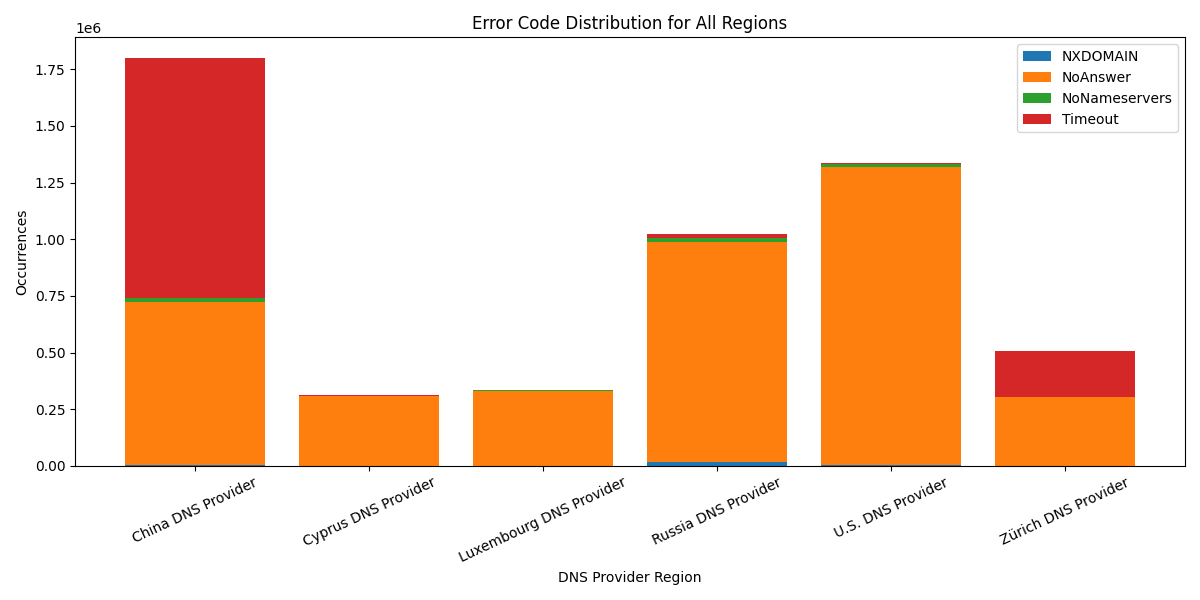 Error Code Distribution for All Regions
1e6
1.75
1.50
1.25
1.00
0.75
0.50
0.25
0.00
Occurrences
NXDOMAIN
NoAnswer
NoNameservers
Timeout
China DNS Provider
Cyprus DNS Provider
Luxembourg DNS Provider
Russia DNS Provider
U.S. DNS Provider
Zürich DNS Provider
DNS Provider Region